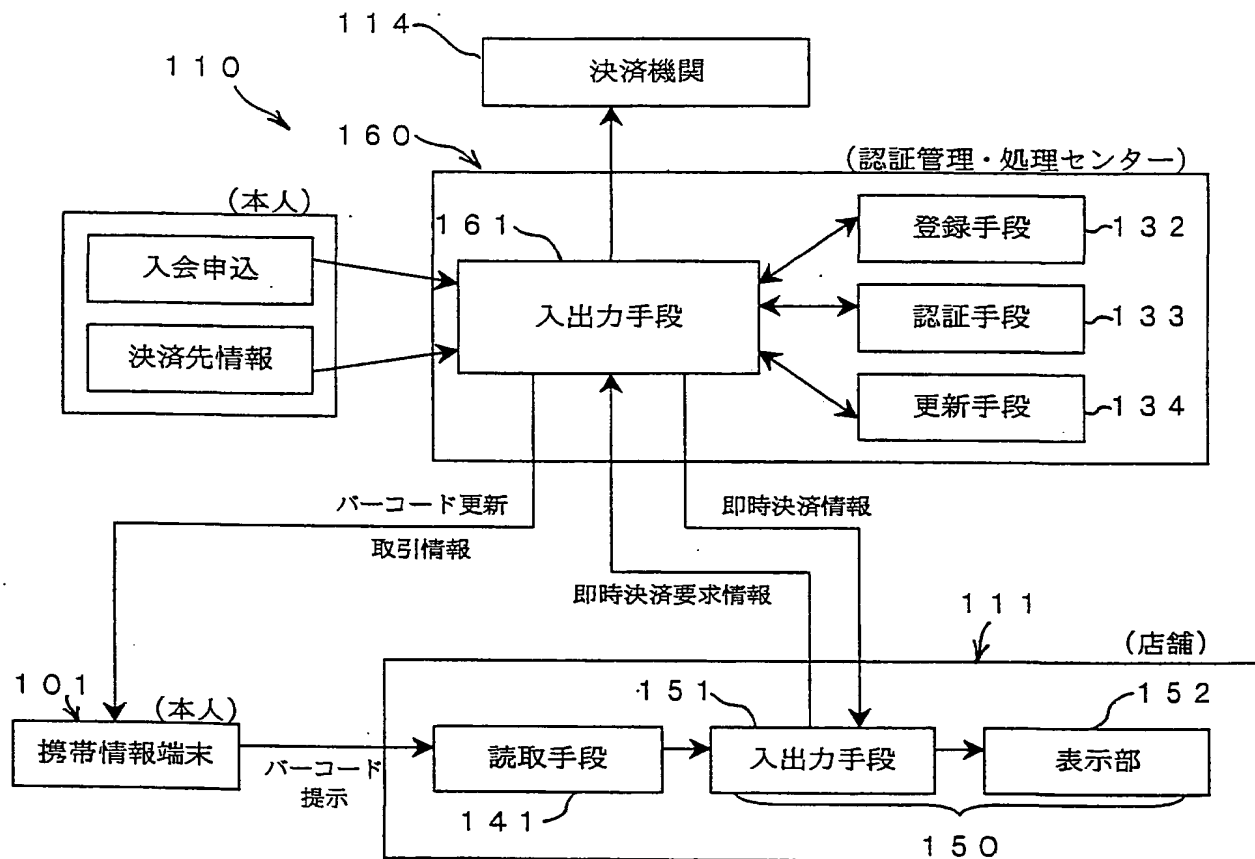 １１４
決済機関
１１０
１６０
(認証管理・処理センター)
(本人)
１６１
登録手段
１３２
入会申込
入出力手段
認証手段
１３３
決済先情報
更新手段
１３４
バーコード更新
即時決済情報
取引情報
即時決済要求情報
１１１
(店舗)
１０１
(本人)
１５１
１５２
携帯情報端末
バーコード
提示
読取手段
入出力手段
表示部
１４１
１５０